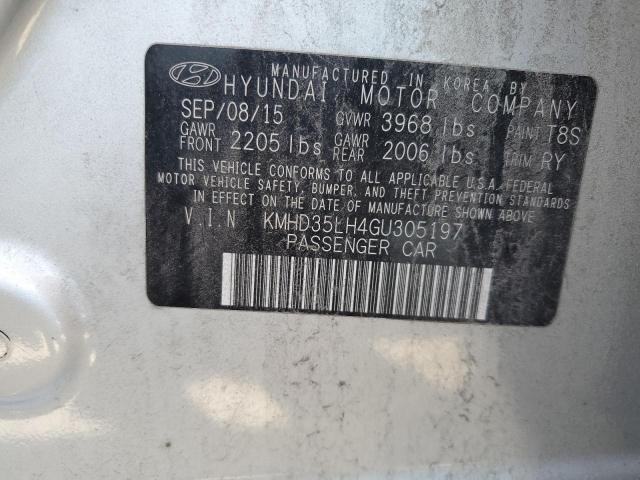 MANUFACTURED IN KOREA BY
HYUNDAI MOTOR COMPANY
SEP/08/15 GVWR 3968 lbs PAINT T8S
GAWR FRONT 2205 lbs GAWR REAR 2006 lbs TRIM RY
THIS VEHICLE CONFORMS TO ALL APPLICABLE U.S.A. FEDERAL
MOTOR VEHICLE SAFETY, BUMPER, AND THEFT PREVENTION STANDARDS
IN EFFECT ON THE DATE OF MANUFACTURE SHOWN ABOVE.
V.I.N KMHD35LH4GU305197
PASSENGER CAR